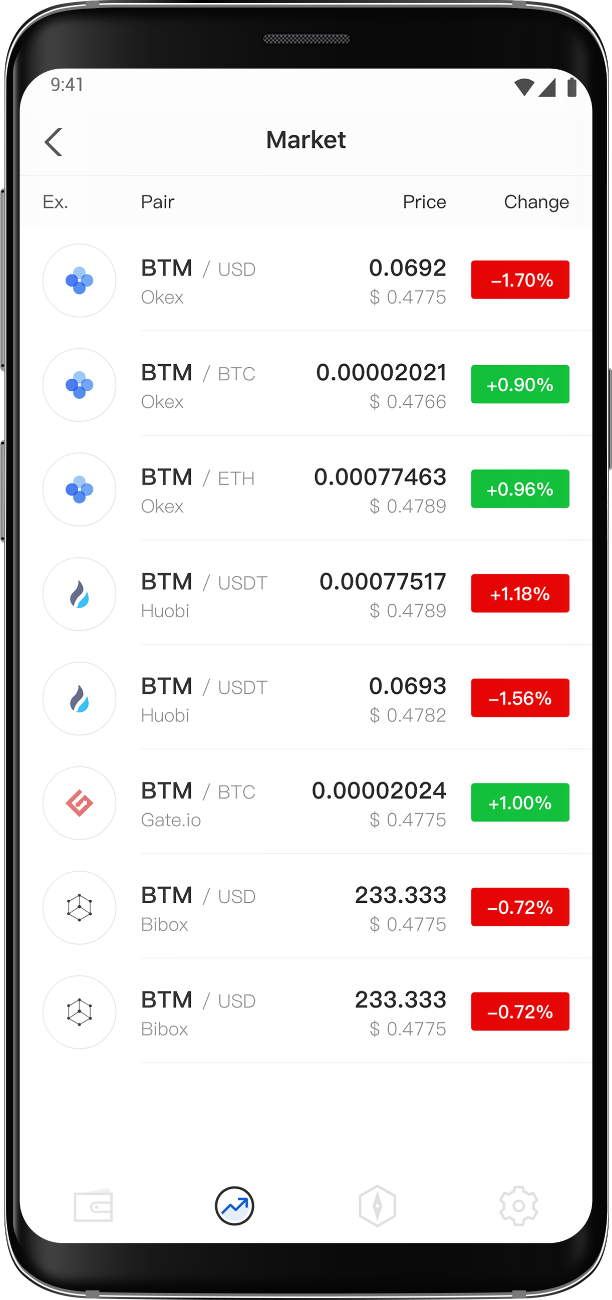 9:41
Market
Ex. Pair Price Change
BTM / USD 0.0692 −1.70%
Okex $ 0.4775
BTM / BTC 0.00002021 +0.90%
Okex $ 0.4766
BTM / ETH 0.00077463 +0.96%
Okex $ 0.4789
BTM / USDT 0.00077517 +1.18%
Huobi $ 0.4789
BTM / USDT 0.0693 −1.56%
Huobi $ 0.4782
BTM / BTC 0.00002024 +1.00%
Gate.io $ 0.4775
BTM / USD 233.333 −0.72%
Bibox $ 0.4775
BTM / USD 233.333 −0.72%
Bibox $ 0.4775